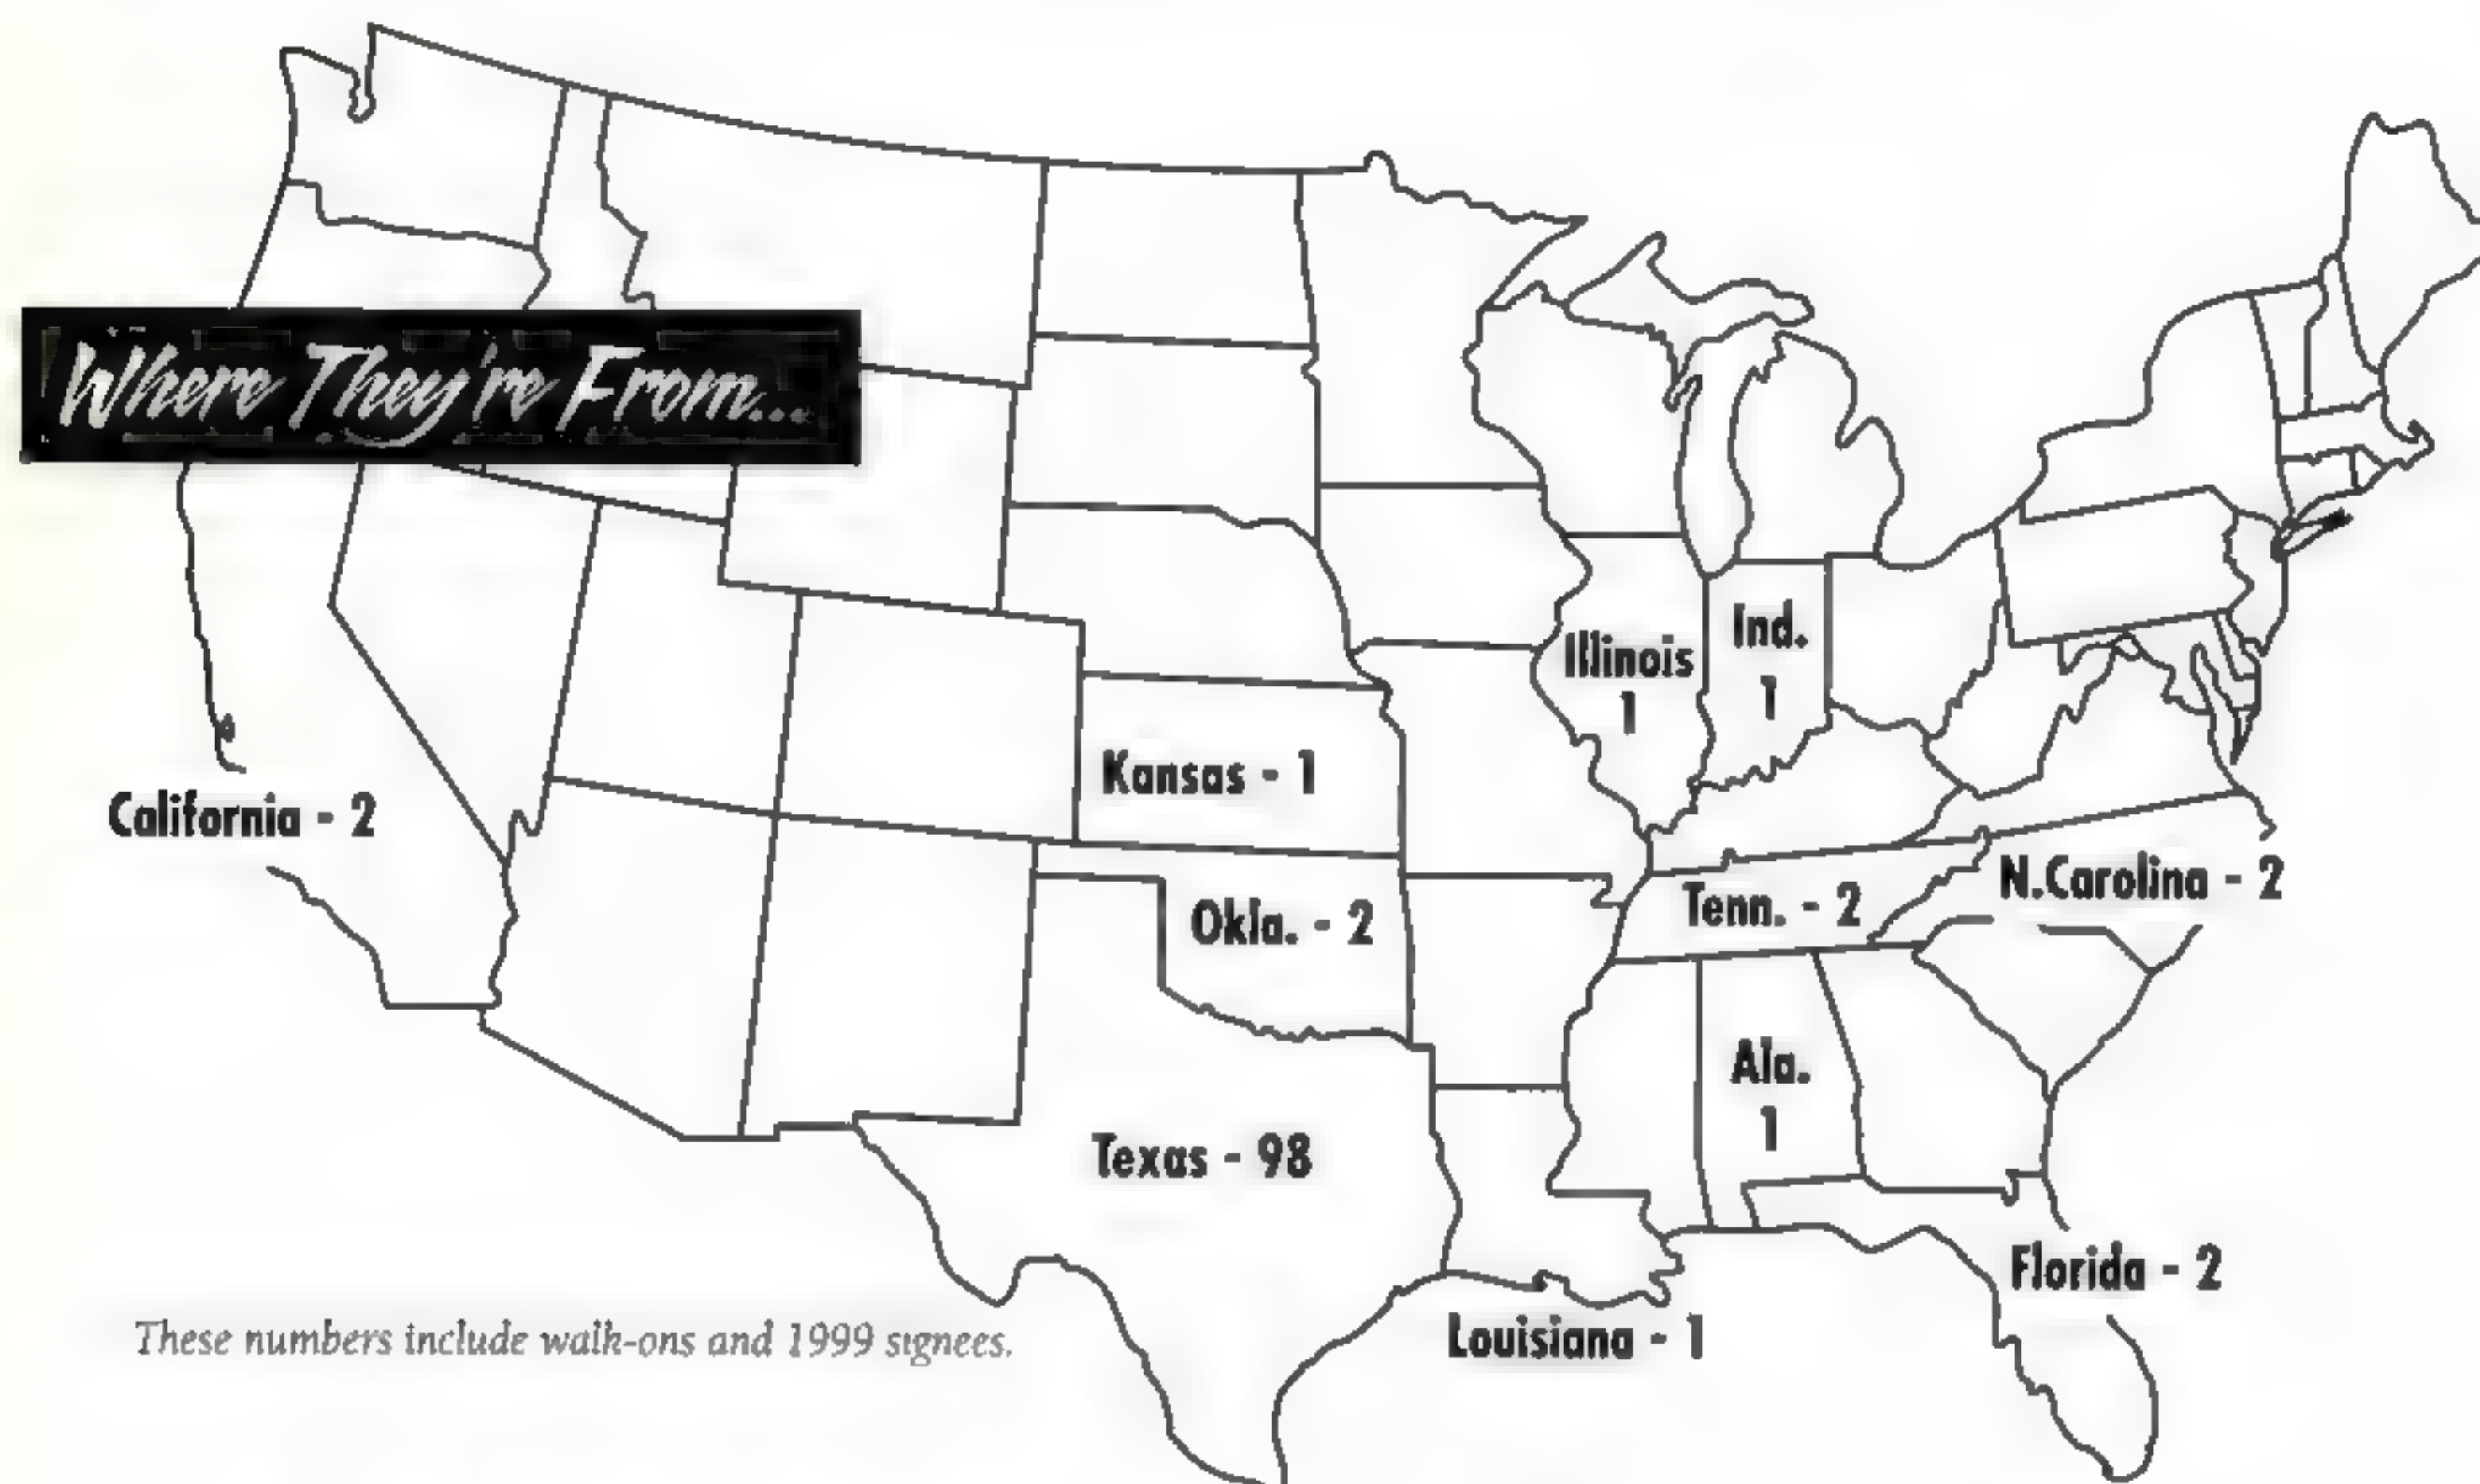 Where They're From...
Illinois
1
Ind.
1
Kansas - 1
California - 2
Okla. - 2
Tenn. - 2
N.Carolina - 2
Ala.
1
Texas - 98
Florida - 2
Louisiana - 1
These numbers include walk-ons and 1999 signees.